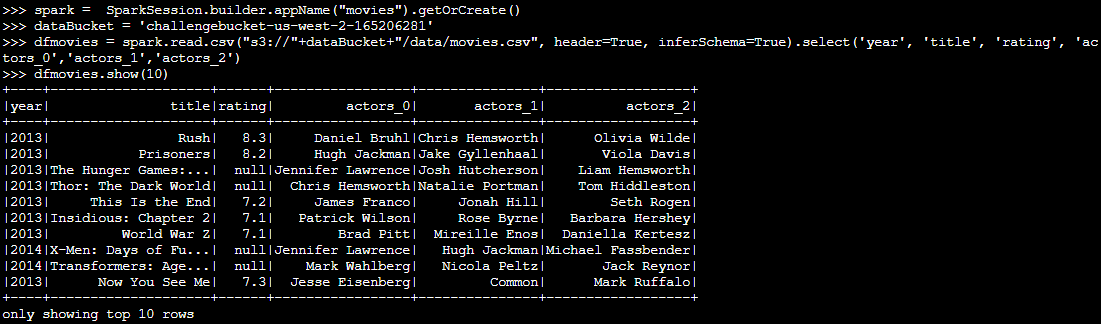 >>> spark =  SparkSession.builder.appName("movies").getOrCreate()
>>> dataBucket = 'challengebucket-us-west-2-165206281'
>>> dfmovies = spark.read.csv("s3://"+dataBucket+"/data/movies.csv", header=True, inferSchema=True).select('year', 'title', 'rating', 'ac
tors_0','actors_1','actors_2')
>>> dfmovies.show(10)
+----+--------------------+------+-----------------+---------------+------------------+
|year|               title|rating|         actors_0|       actors_1|          actors_2|
+----+--------------------+------+-----------------+---------------+------------------+
|2013|                Rush|   8.3|     Daniel Bruhl|Chris Hemsworth|      Olivia Wilde|
|2013|           Prisoners|   8.2|     Hugh Jackman|Jake Gyllenhaal|       Viola Davis|
|2013|The Hunger Games:...|  null|Jennifer Lawrence|Josh Hutcherson|    Liam Hemsworth|
|2013|Thor: The Dark World|  null|  Chris Hemsworth|Natalie Portman|    Tom Hiddleston|
|2013|     This Is the End|   7.2|     James Franco|     Jonah Hill|        Seth Rogen|
|2013|Insidious: Chapter 2|   7.1|   Patrick Wilson|     Rose Byrne|   Barbara Hershey|
|2013|         World War Z|   7.1|        Brad Pitt|  Mireille Enos|  Daniella Kertesz|
|2014|X-Men: Days of Fu...|  null|Jennifer Lawrence|   Hugh Jackman|Michael Fassbender|
|2014|Transformers: Age...|  null|    Mark Wahlberg|   Nicola Peltz|       Jack Reynor|
|2013|      Now You See Me|   7.3|  Jesse Eisenberg|         Common|      Mark Ruffalo|
+----+--------------------+------+-----------------+---------------+------------------+
only showing top 10 rows